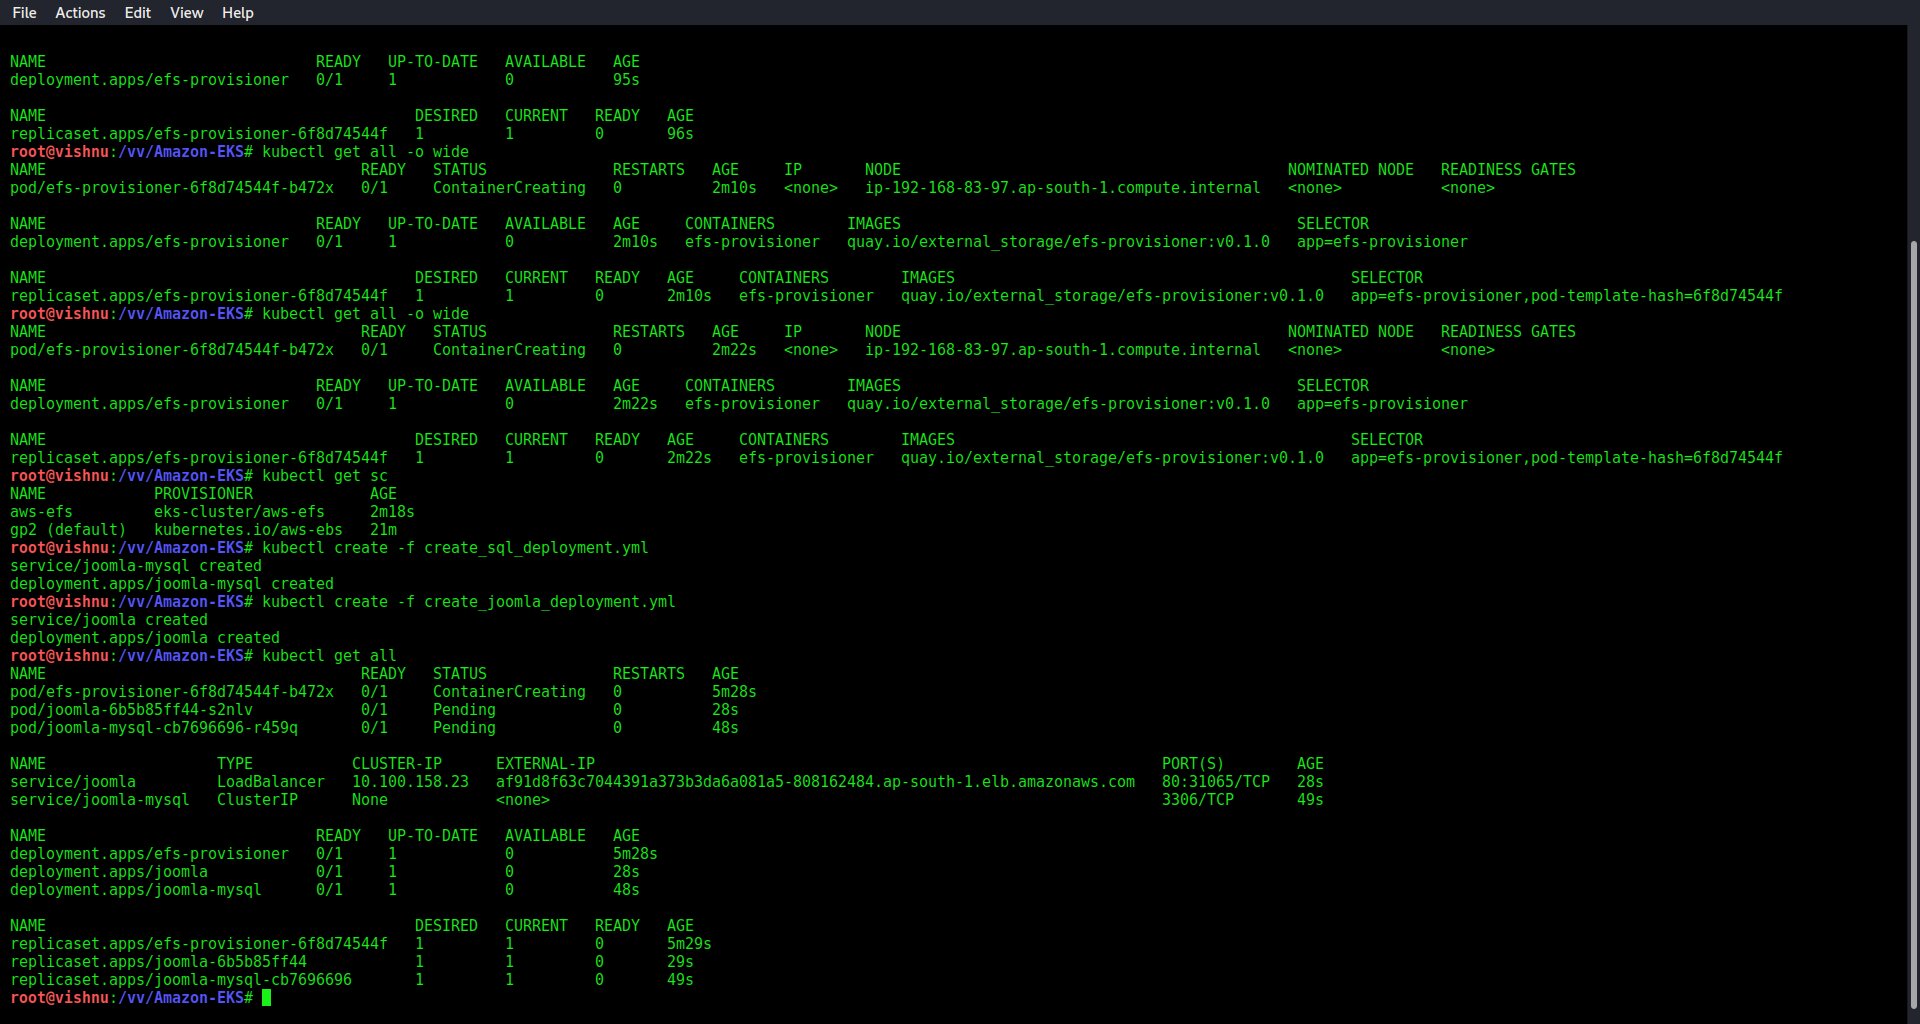 File Actions Edit View Help
NAME READY UP-TO-DATE AVAILABLE AGE
deployment.apps/efs-provisioner 0/1 1 0 95s
NAME DESIRED CURRENT READY AGE
replicaset.apps/efs-provisioner-6f8d74544f 1 1 0 96s
root@vishnu:/vv/Amazon-EKS# kubectl get all -o wide
NAME READY STATUS RESTARTS AGE IP NODE NOMINATED NODE READINESS GATES
pod/efs-provisioner-6f8d74544f-b472x 0/1 ContainerCreating 0 2m10s <none> ip-192-168-83-97.ap-south-1.compute.internal <none> <none>
NAME READY UP-TO-DATE AVAILABLE AGE CONTAINERS IMAGES SELECTOR
deployment.apps/efs-provisioner 0/1 1 0 2m10s efs-provisioner quay.io/external_storage/efs-provisioner:v0.1.0 app=efs-provisioner
NAME DESIRED CURRENT READY AGE CONTAINERS IMAGES SELECTOR
replicaset.apps/efs-provisioner-6f8d74544f 1 1 0 2m10s efs-provisioner quay.io/external_storage/efs-provisioner:v0.1.0 app=efs-provisioner,pod-template-hash=6f8d74544f
root@vishnu:/vv/Amazon-EKS# kubectl get all -o wide
NAME READY STATUS RESTARTS AGE IP NODE NOMINATED NODE READINESS GATES
pod/efs-provisioner-6f8d74544f-b472x 0/1 ContainerCreating 0 2m22s <none> ip-192-168-83-97.ap-south-1.compute.internal <none> <none>
NAME READY UP-TO-DATE AVAILABLE AGE CONTAINERS IMAGES SELECTOR
deployment.apps/efs-provisioner 0/1 1 0 2m22s efs-provisioner quay.io/external_storage/efs-provisioner:v0.1.0 app=efs-provisioner
NAME DESIRED CURRENT READY AGE CONTAINERS IMAGES SELECTOR
replicaset.apps/efs-provisioner-6f8d74544f 1 1 0 2m22s efs-provisioner quay.io/external_storage/efs-provisioner:v0.1.0 app=efs-provisioner,pod-template-hash=6f8d74544f
root@vishnu:/vv/Amazon-EKS# kubectl get sc
NAME PROVISIONER AGE
aws-efs eks-cluster/aws-efs 2m18s
gp2 (default) kubernetes.io/aws-ebs 21m
root@vishnu:/vv/Amazon-EKS# kubectl create -f create_sql_deployment.yml
service/joomla-mysql created
deployment.apps/joomla-mysql created
root@vishnu:/vv/Amazon-EKS# kubectl create -f create_joomla_deployment.yml
service/joomla created
deployment.apps/joomla created
root@vishnu:/vv/Amazon-EKS# kubectl get all
NAME READY STATUS RESTARTS AGE
pod/efs-provisioner-6f8d74544f-b472x 0/1 ContainerCreating 0 5m28s
pod/joomla-6b5b85ff44-s2nlv 0/1 Pending 0 28s
pod/joomla-mysql-cb7696696-r459q 0/1 Pending 0 48s
NAME TYPE CLUSTER-IP EXTERNAL-IP PORT(S) AGE
service/joomla LoadBalancer 10.100.158.23 af91d8f63c7044391a373b3da6a081a5-808162484.ap-south-1.elb.amazonaws.com 80:31065/TCP 28s
service/joomla-mysql ClusterIP None <none> 3306/TCP 49s
NAME READY UP-TO-DATE AVAILABLE AGE
deployment.apps/efs-provisioner 0/1 1 0 5m28s
deployment.apps/joomla 0/1 1 0 28s
deployment.apps/joomla-mysql 0/1 1 0 48s
NAME DESIRED CURRENT READY AGE
replicaset.apps/efs-provisioner-6f8d74544f 1 1 0 5m29s
replicaset.apps/joomla-6b5b85ff44 1 1 0 29s
replicaset.apps/joomla-mysql-cb7696696 1 1 0 49s
root@vishnu:/vv/Amazon-EKS#